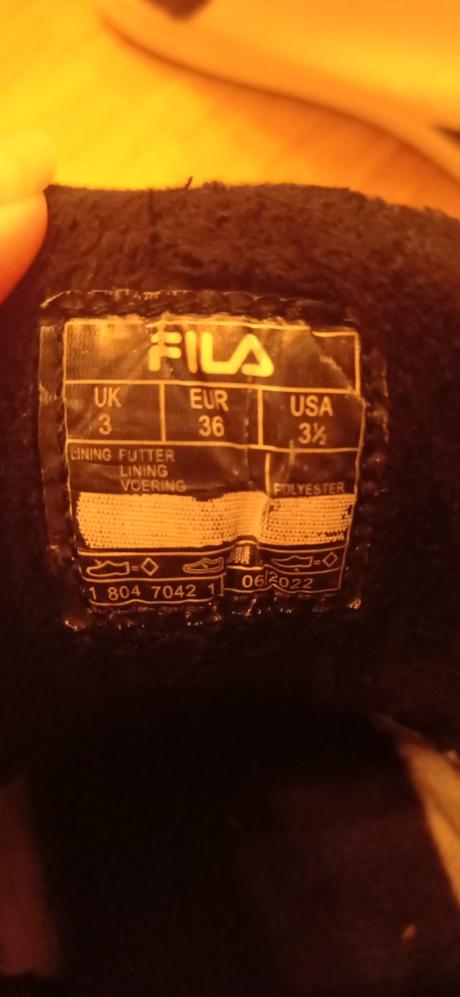 FILA
UK EUR USA
3 36 3½
LINING FUTTER
LINING
VOERING POLYESTER
06/2022
1 804 7042 1